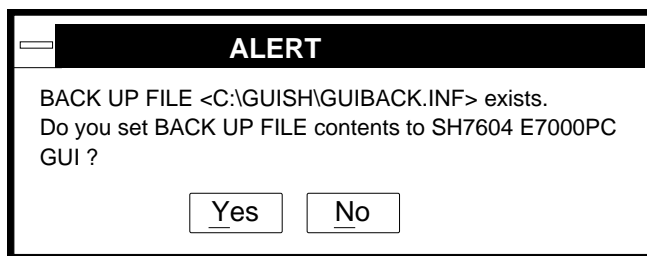 ALERT
BACK UP FILE <C:\GUISH\GUIBACK.INF> exists.
Do you set BACK UP FILE contents to SH7604 E7000PC
GUI ?
Yes No